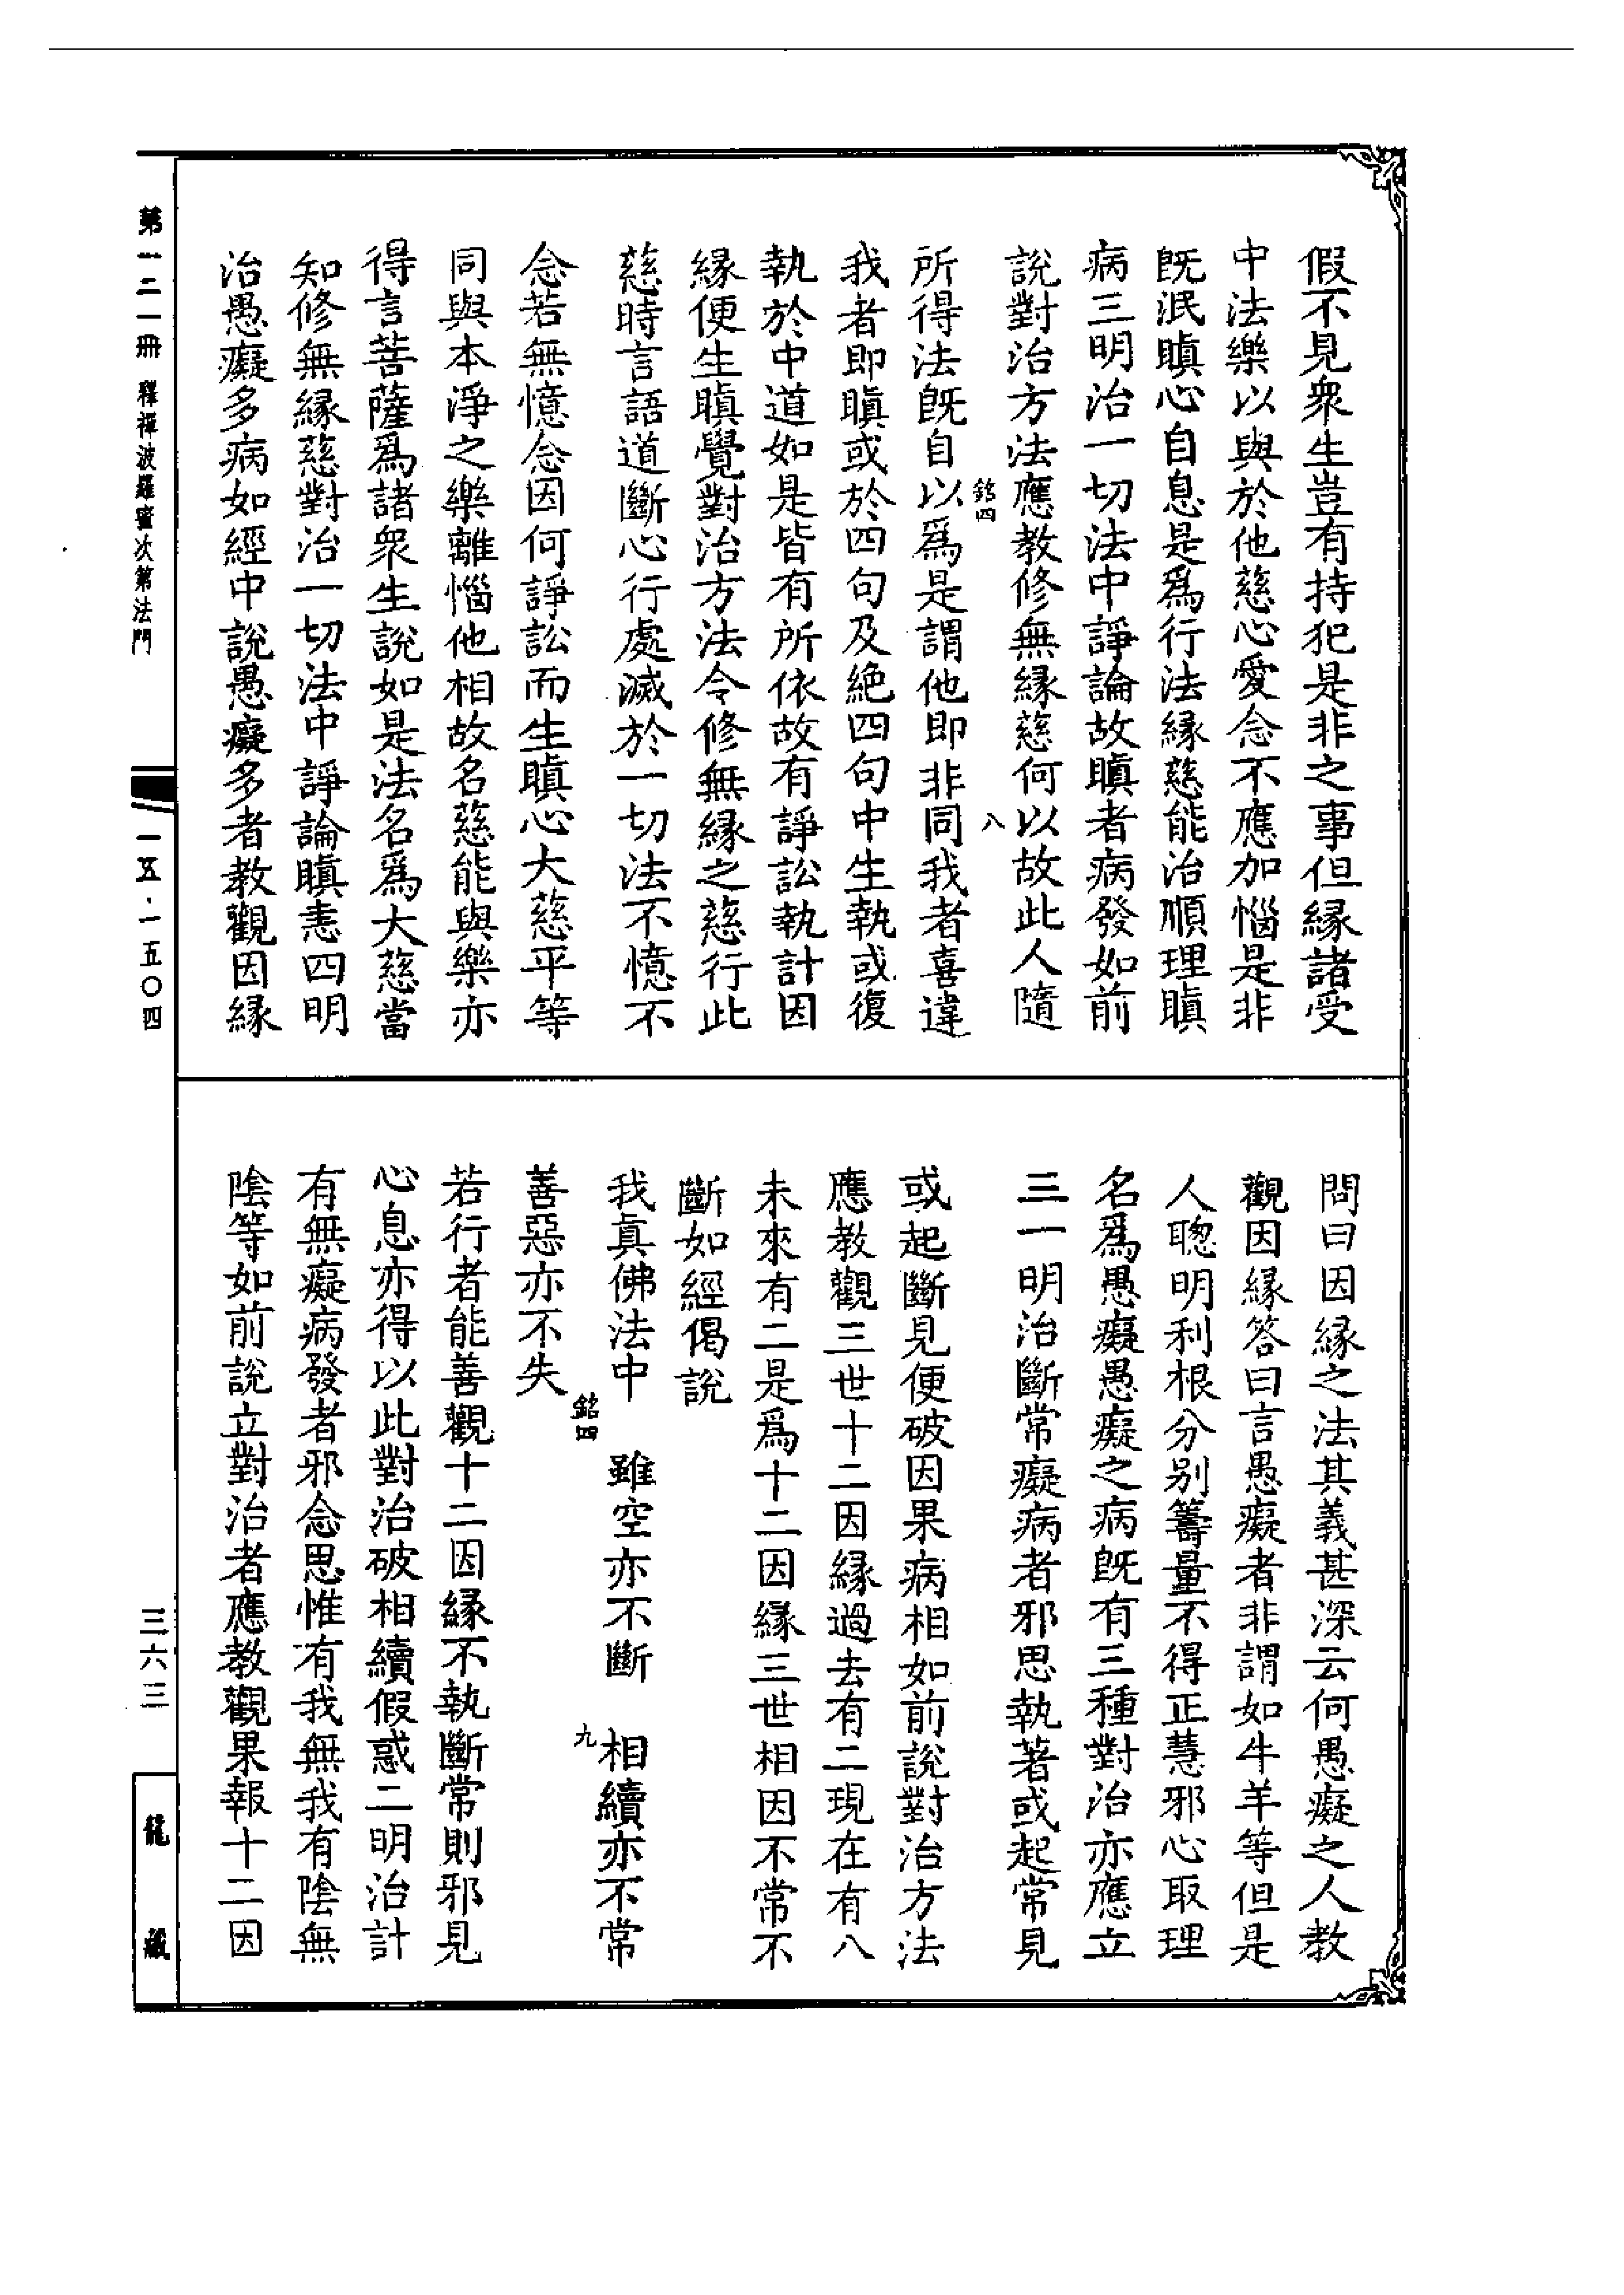 假不見衆生豈有持犯是非之事但緣諸受
中法樂以與於他慈心愛念不應加惱是非
旣泯瞋心自息是爲行法緣慈能治順理瞋
病三明治一切法中諍論故瞋者病發如前
說對治方法應教修無緣慈何以故此人隨
銘四
八
所得法旣自以爲是謂他即非同我者喜違
我者即瞋或於四句及絶四句中生執或復
執於中道如是皆有所依故有諍訟執計因
緣便生瞋覺對治方法令修無緣之慈行此
慈時言語道斷心行處滅於一切法不憶不
念若無憶念因何諍訟而生瞋心大慈平等
同與本淨之樂離惱他相故名慈能與樂亦
得言菩薩爲諸衆生說如是法名爲大慈當
知修無緣慈對治一切法中諍論瞋恚四明
治愚癡多病如經中說愚癡多者教觀因緣
問曰因緣之法其義甚深云何愚癡之人教
觀因緣答曰言愚癡者非謂如牛羊等但是
人聰明利根分別籌量不得正慧邪心取理
名爲愚癡愚癡之病旣有三種對治亦應立
三一明治斷常癡病者邪思執著或起常見
或起斷見便破因果病相如前說對治方法
應教觀三世十二因緣過去有二現在有八
未來有二是爲十二因緣三世相因不常不
斷如經偈說
我真佛法中　雖空亦不斷　相續亦不常
銘四
九
善惡亦不失
若行者能善觀十二因緣不執斷常則邪見
心息亦得以此對治破相續假惑二明治計
有無癡病發者邪念思惟有我無我有陰無
陰等如前說立對治者應教觀果報十二因
第一二一冊　釋禪波羅蜜次第法門
一五·一五〇四
三六三
龍藏